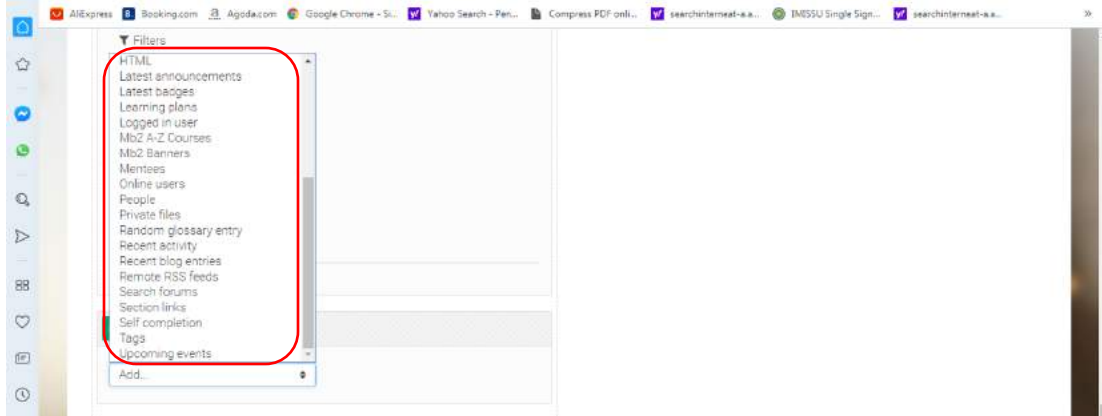 AliExpress Booking.com Agoda.com Google Chrome - Si... Yahoo Search - Pen... Compress PDF onli... searchinterneat-a.a... IMISSU Single Sign... searchinterneat-a.a... »
Filters
HTML
Latest announcements
Latest badges
Learning plans
Logged in user
Mb2 A-Z Courses
Mb2 Banners
Mentees
Online users
People
Private files
Random glossary entry
Recent activity
Recent blog entries
Remote RSS feeds
Search forums
Section links
Self completion
Tags
Upcoming events
Add...